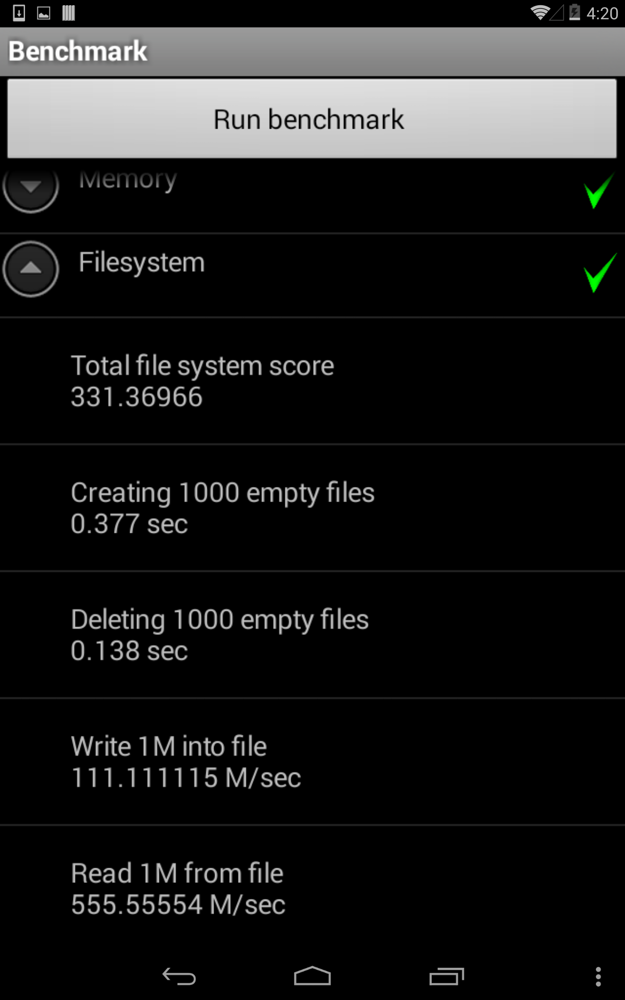 4:20
Benchmark
Run benchmark
Memory
Filesystem
Total file system score
331.36966
Creating 1000 empty files
0.377 sec
Deleting 1000 empty files
0.138 sec
Write 1M into file
111.111115 M/sec
Read 1M from file
555.55554 M/sec